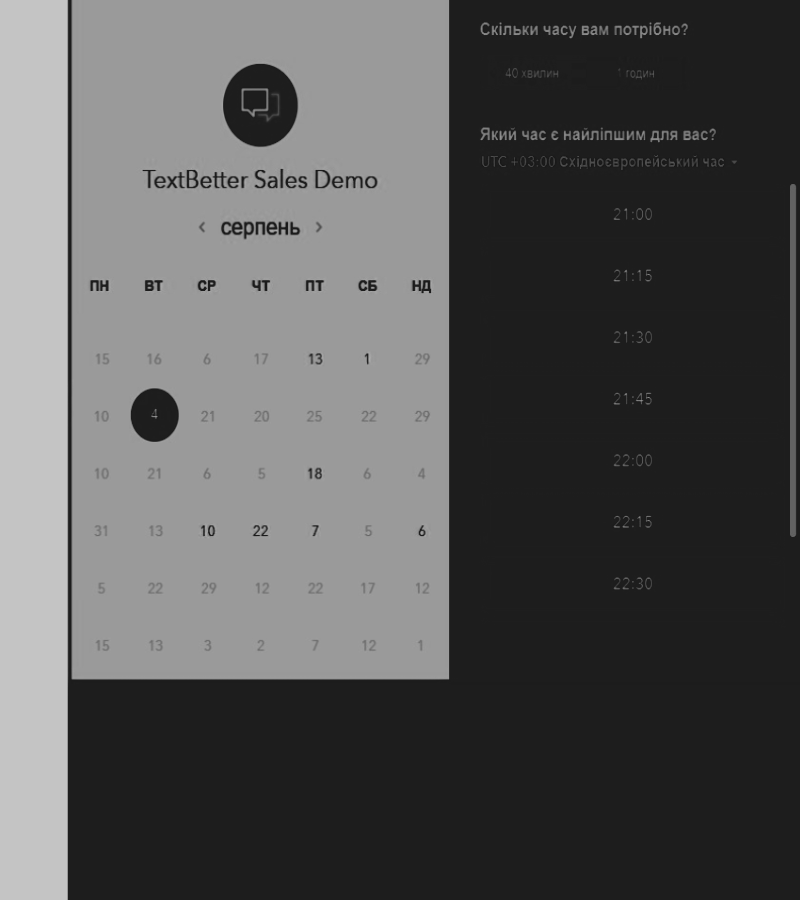 TextBetter Sales Demo
‹ серпень ›
ПН ВТ СР ЧТ ПТ СБ НД
15 16 6 17 13 1 29
10 4 21 20 25 22 29
10 21 6 5 18 6 4
31 13 10 22 7 5 6
5 22 29 12 22 17 12
15 13 3 2 7 12 1
Скільки часу вам потрібно?
40 хвилин 1 годин
Який час є найліпшим для вас?
UTC +03:00 Східноєвропейський час
21:00
21:15
21:30
21:45
22:00
22:15
22:30